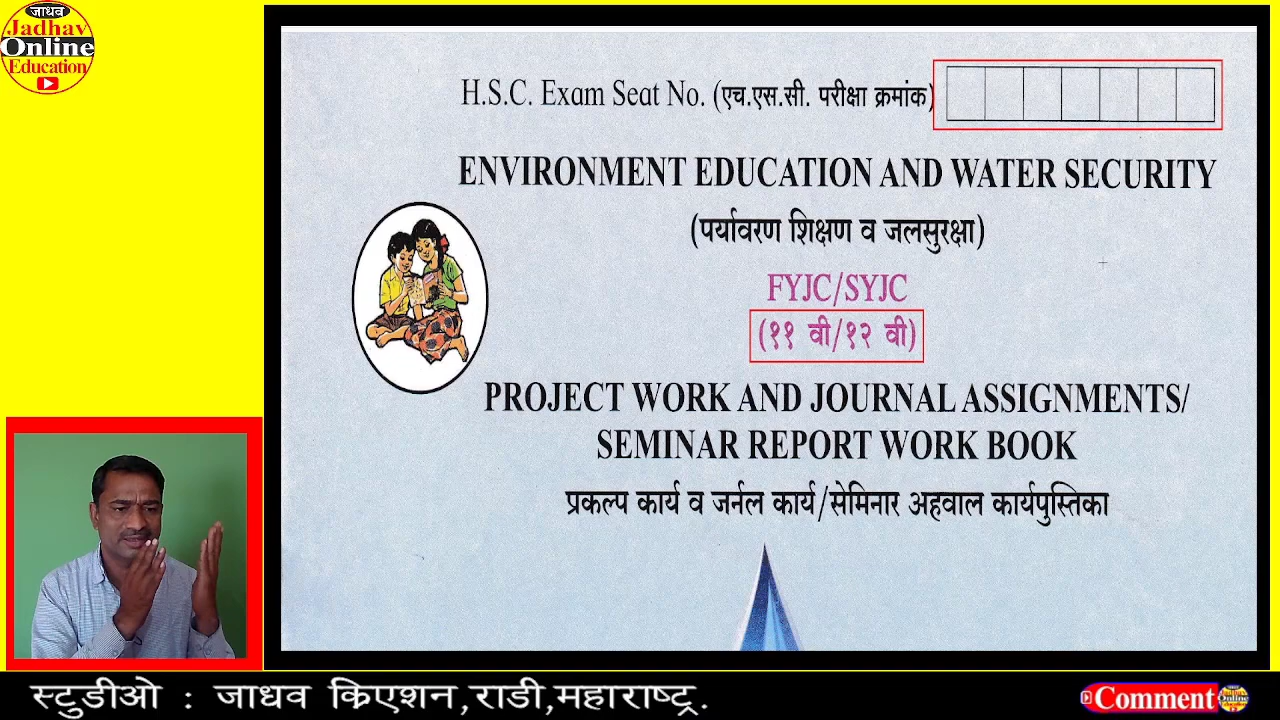 जाधव
Jadhav
Online
Education
H.S.C. Exam Seat No. (एच.एस.सी. परीक्षा क्रमांक)
ENVIRONMENT EDUCATION AND WATER SECURITY
(पर्यावरण शिक्षण व जलसुरक्षा)
FYJC/SYJC
(११ वी/१२ वी)
PROJECT WORK AND JOURNAL ASSIGNMENTS/
SEMINAR REPORT WORK BOOK
प्रकल्प कार्य व जर्नल कार्य/सेमिनार अहवाल कार्यपुस्तिका
स्टुडीओ : जाधव क्रिएशन,राडी,महाराष्ट्र.
Comment
Online